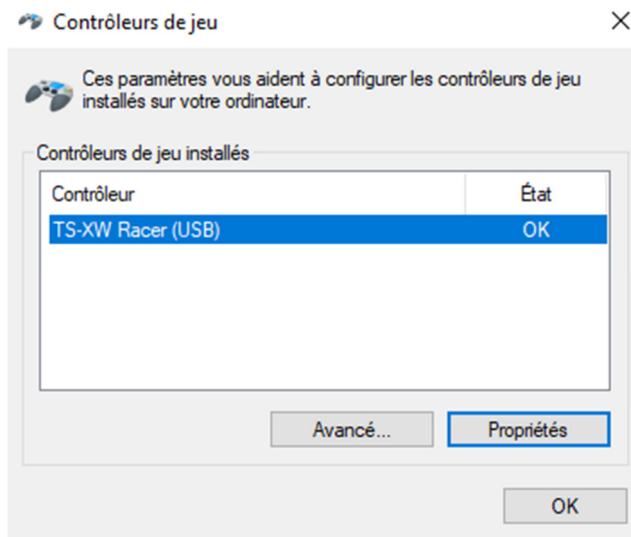 Contrôleurs de jeu
Ces paramètres vous aident à configurer les contrôleurs de jeu
installés sur votre ordinateur.
Contrôleurs de jeu installés
Contrôleur État
TS-XW Racer (USB) OK
Avancé... Propriétés
OK